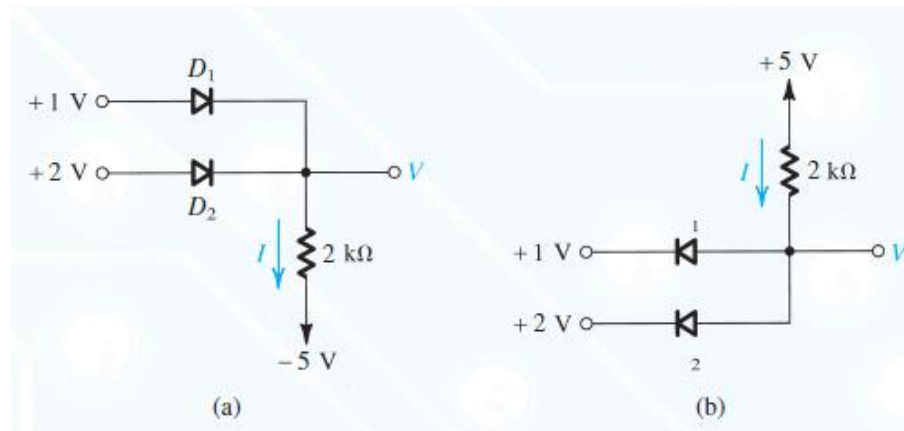 D₁
+1 V
+2 V
V
D₂
I
2 kΩ
−5 V
(a)
+5 V
I
2 kΩ
1
+1 V
V
+2 V
2
(b)